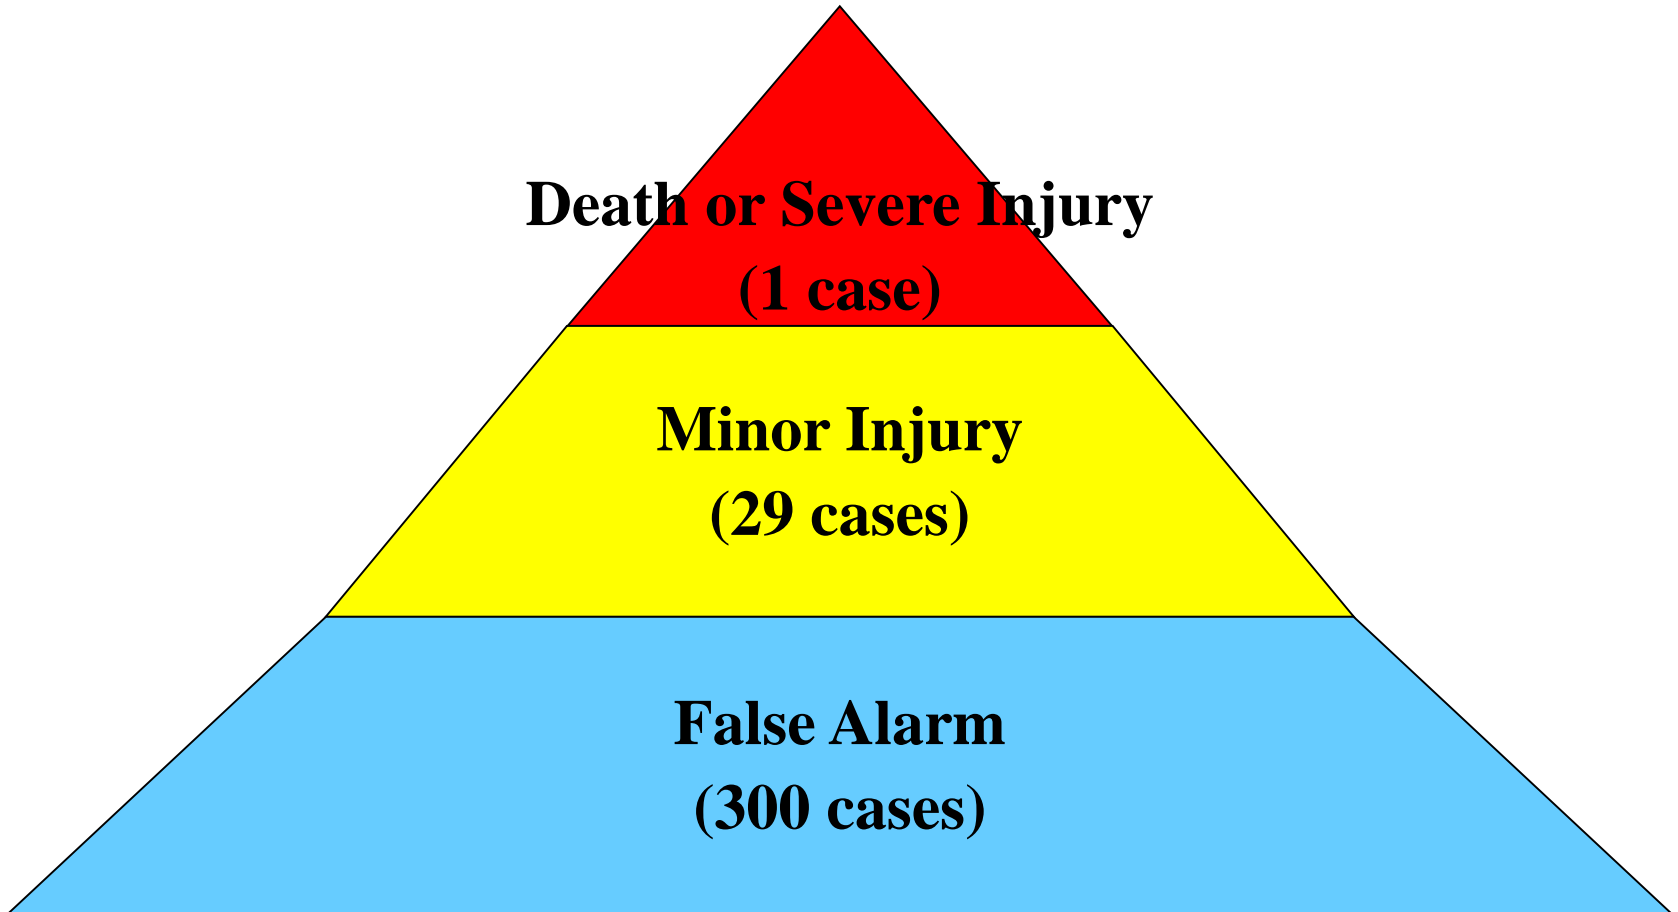 Death or Severe Injury
(1 case)
Minor Injury
(29 cases)
False Alarm
(300 cases)